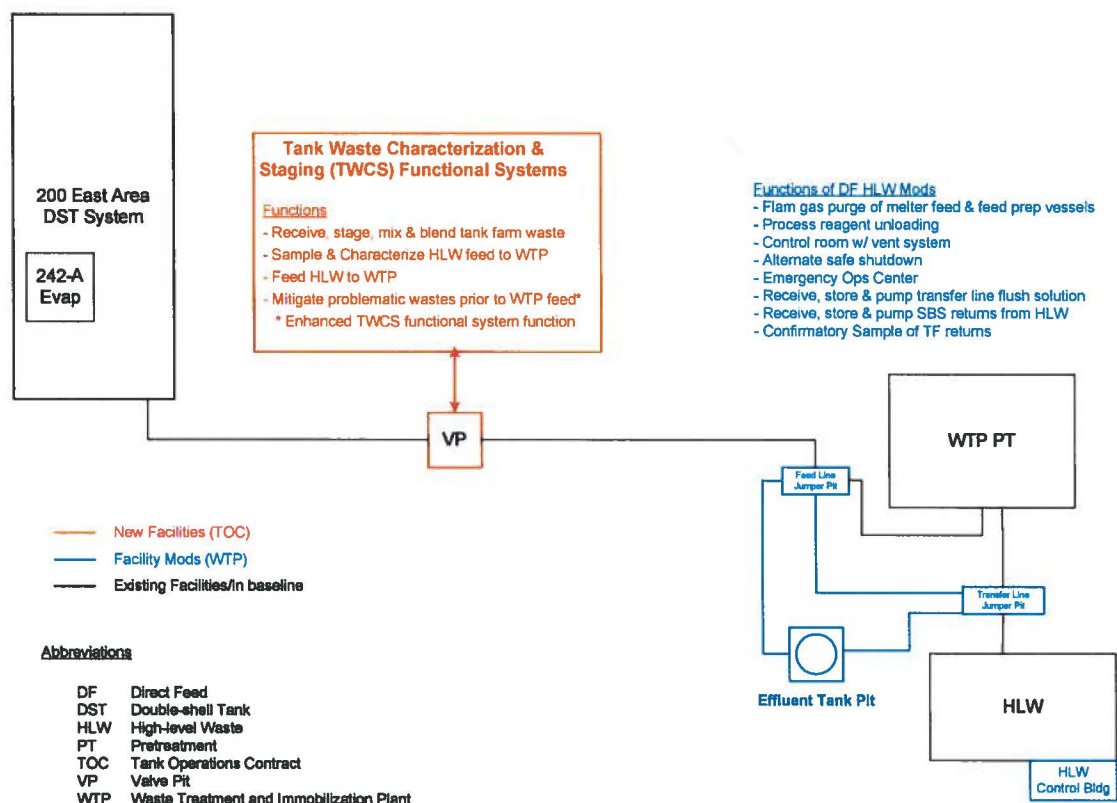 200 East Area
DST System
242-A
Evap
Tank Waste Characterization &
Staging (TWCS) Functional Systems
Functions
- Receive, stage, mix & blend tank farm waste
- Sample & Characterize HLW feed to WTP
- Feed HLW to WTP
- Mitigate problematic wastes prior to WTP feed*
* Enhanced TWCS functional system function
VP
Functions of DF HLW Mods
- Flam gas purge of melter feed & feed prep vessels
- Process reagent unloading
- Control room w/ vent system
- Alternate safe shutdown
- Emergency Ops Center
- Receive, store & pump transfer line flush solution
- Receive, store & pump SBS returns from HLW
- Confirmatory Sample of TF returns
WTP PT
Feed Line
Jumper Pit
Transfer Line
Jumper Pit
Effluent Tank Pit
HLW
HLW
Control Bldg
New Facilities (TOC)
Facility Mods (WTP)
Existing Facilities/In baseline
Abbreviations
DF Direct Feed
DST Double-shell Tank
HLW High-level Waste
PT Pretreatment
TOC Tank Operations Contract
VP Valve Pit
WTP Waste Treatment and Immobilization Plant